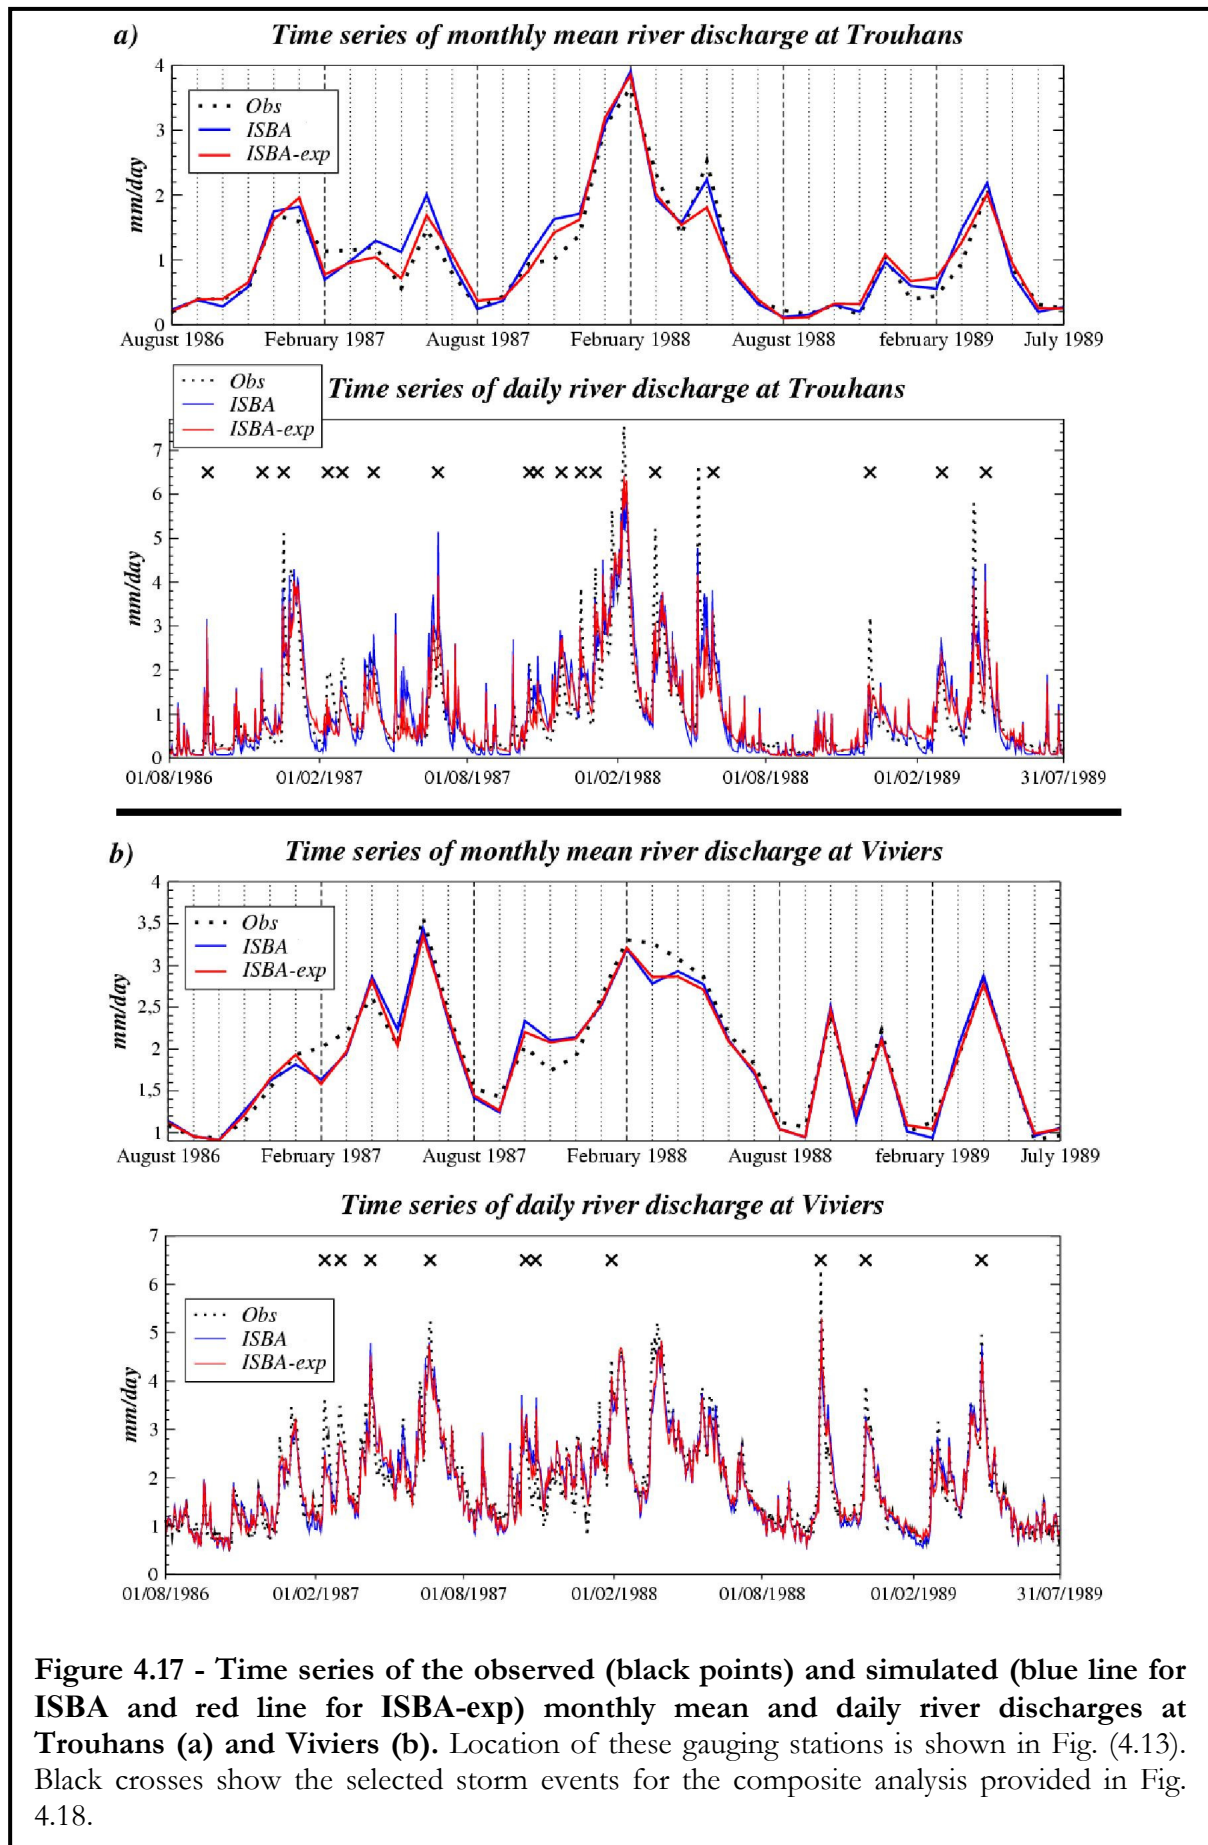 a)
Time series of monthly mean river discharge at Trouhans
4
3
2
1
0
mm/day
Obs
ISBA
ISBA-exp
August 1986 February 1987 August 1987 February 1988 August 1988 february 1989 July 1989
Time series of daily river discharge at Trouhans
Obs
ISBA
ISBA-exp
7
6
5
4
3
2
1
0
mm/day
01/08/1986 01/02/1987 01/08/1987 01/02/1988 01/08/1988 01/02/1989 31/07/1989
b)
Time series of monthly mean river discharge at Viviers
4
3,5
3
2,5
2
1,5
1
mm/day
Obs
ISBA
ISBA-exp
August 1986 February 1987 August 1987 February 1988 August 1988 february 1989 July 1989
Time series of daily river discharge at Viviers
7
6
5
4
3
2
1
0
mm/day
Obs
ISBA
ISBA-exp
01/08/1986 01/02/1987 01/08/1987 01/02/1988 01/08/1988 01/02/1989 31/07/1989
Figure 4.17 - Time series of the observed (black points) and simulated (blue line for
ISBA and red line for ISBA-exp) monthly mean and daily river discharges at
Trouhans (a) and Viviers (b). Location of these gauging stations is shown in Fig. (4.13).
Black crosses show the selected storm events for the composite analysis provided in Fig.
4.18.